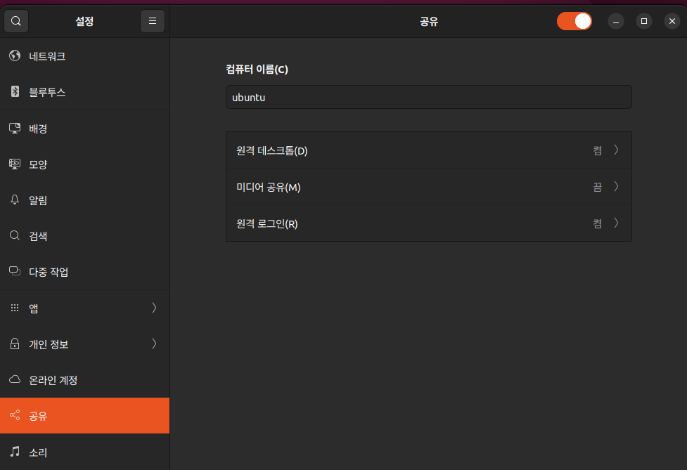 설정
공유
네트워크
블루투스
배경
모양
알림
검색
다중 작업
앱
개인 정보
온라인 계정
공유
소리
컴퓨터 이름(C)
ubuntu
원격 데스크톱(D) 켬
미디어 공유(M) 끔
원격 로그인(R) 켬